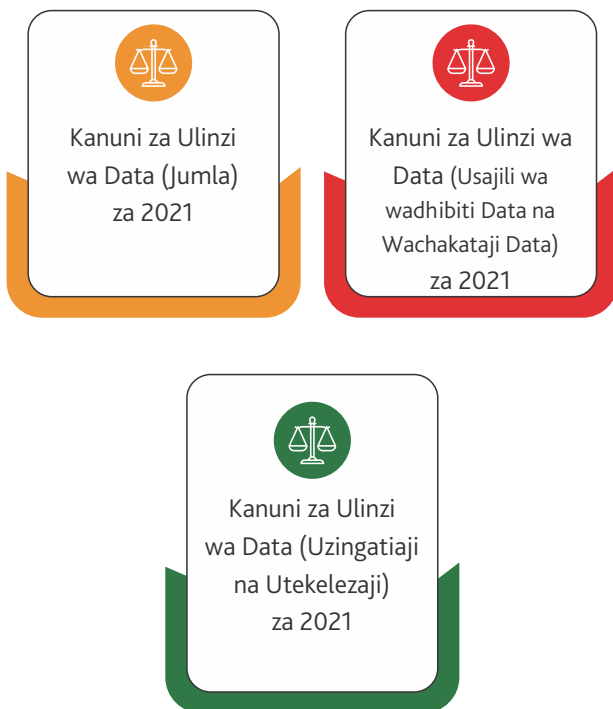 Kanuni za Ulinzi
wa Data (Jumla)
za 2021
Kanuni za Ulinzi wa
Data (Usajili wa
wadhibiti Data na
Wachakataji Data)
za 2021
Kanuni za Ulinzi
wa Data (Uzingatiaji
na Utekelezaji)
za 2021